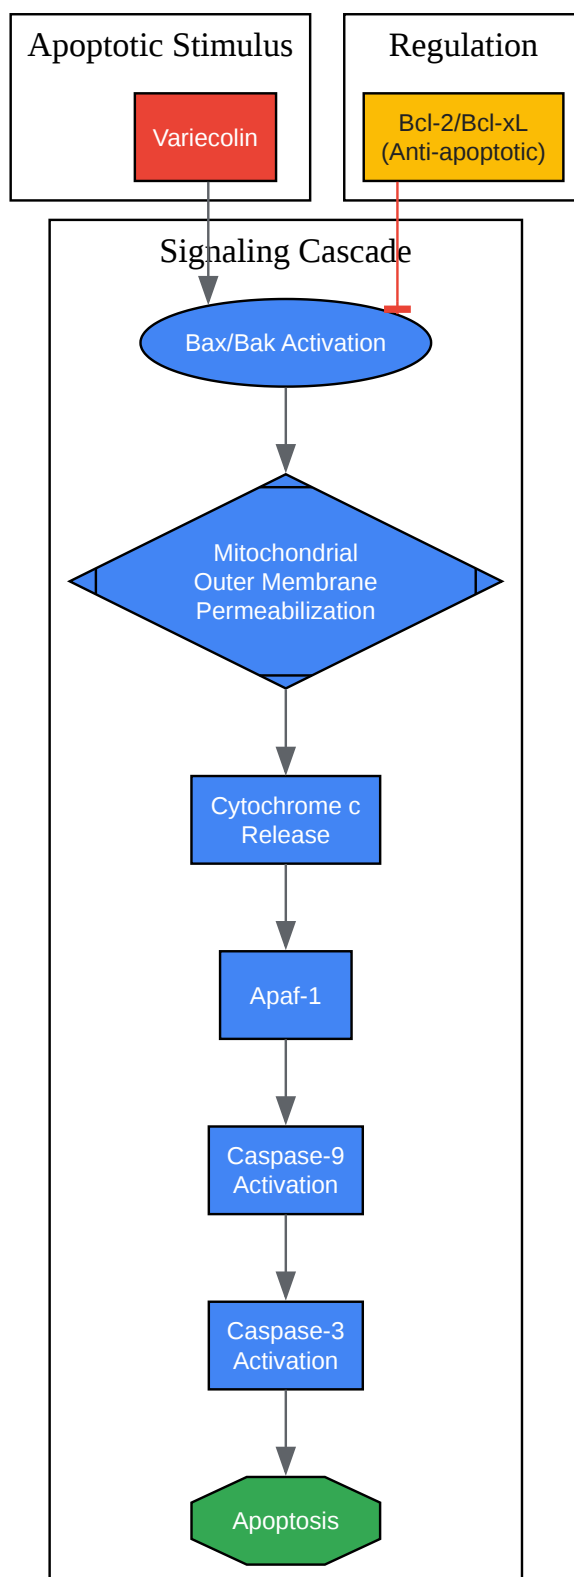 Apoptotic Stimulus
Regulation
Variecolin
Bcl-2/Bcl-xL
(Anti-apoptotic)
Signaling Cascade
Bax/Bak Activation
Mitochondrial
Outer Membrane
Permeabilization
Cytochrome c
Release
Apaf-1
Caspase-9
Activation
Caspase-3
Activation
Apoptosis